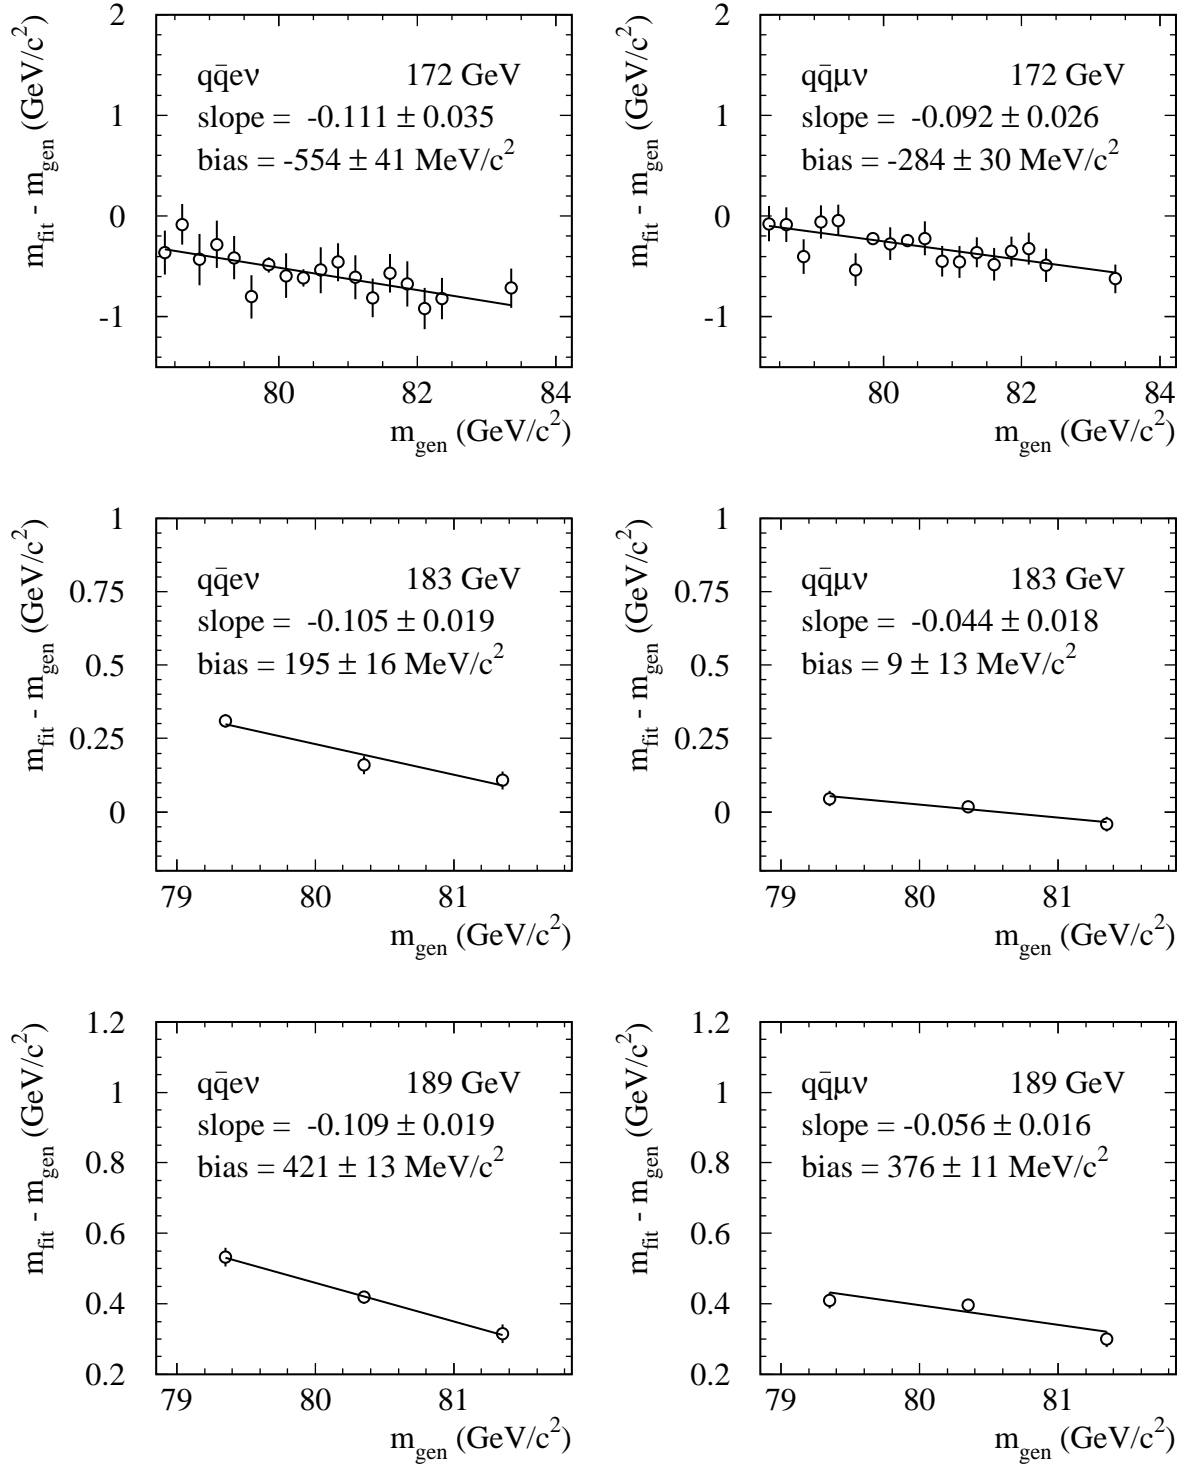 m_fit - m_gen (GeV/c²)
2
1
0
-1
qq̄eν 172 GeV
slope = -0.111 ± 0.035
bias = -554 ± 41 MeV/c²
80 82 84
m_gen (GeV/c²)
m_fit - m_gen (GeV/c²)
2
1
0
-1
qq̄μν 172 GeV
slope = -0.092 ± 0.026
bias = -284 ± 30 MeV/c²
80 82 84
m_gen (GeV/c²)
m_fit - m_gen (GeV/c²)
1
0.75
0.5
0.25
0
qq̄eν 183 GeV
slope = -0.105 ± 0.019
bias = 195 ± 16 MeV/c²
79 80 81
m_gen (GeV/c²)
m_fit - m_gen (GeV/c²)
1
0.75
0.5
0.25
0
qq̄μν 183 GeV
slope = -0.044 ± 0.018
bias = 9 ± 13 MeV/c²
79 80 81
m_gen (GeV/c²)
m_fit - m_gen (GeV/c²)
1.2
1
0.8
0.6
0.4
0.2
qq̄eν 189 GeV
slope = -0.109 ± 0.019
bias = 421 ± 13 MeV/c²
79 80 81
m_gen (GeV/c²)
m_fit - m_gen (GeV/c²)
1.2
1
0.8
0.6
0.4
0.2
qq̄μν 189 GeV
slope = -0.056 ± 0.016
bias = 376 ± 11 MeV/c²
79 80 81
m_gen (GeV/c²)